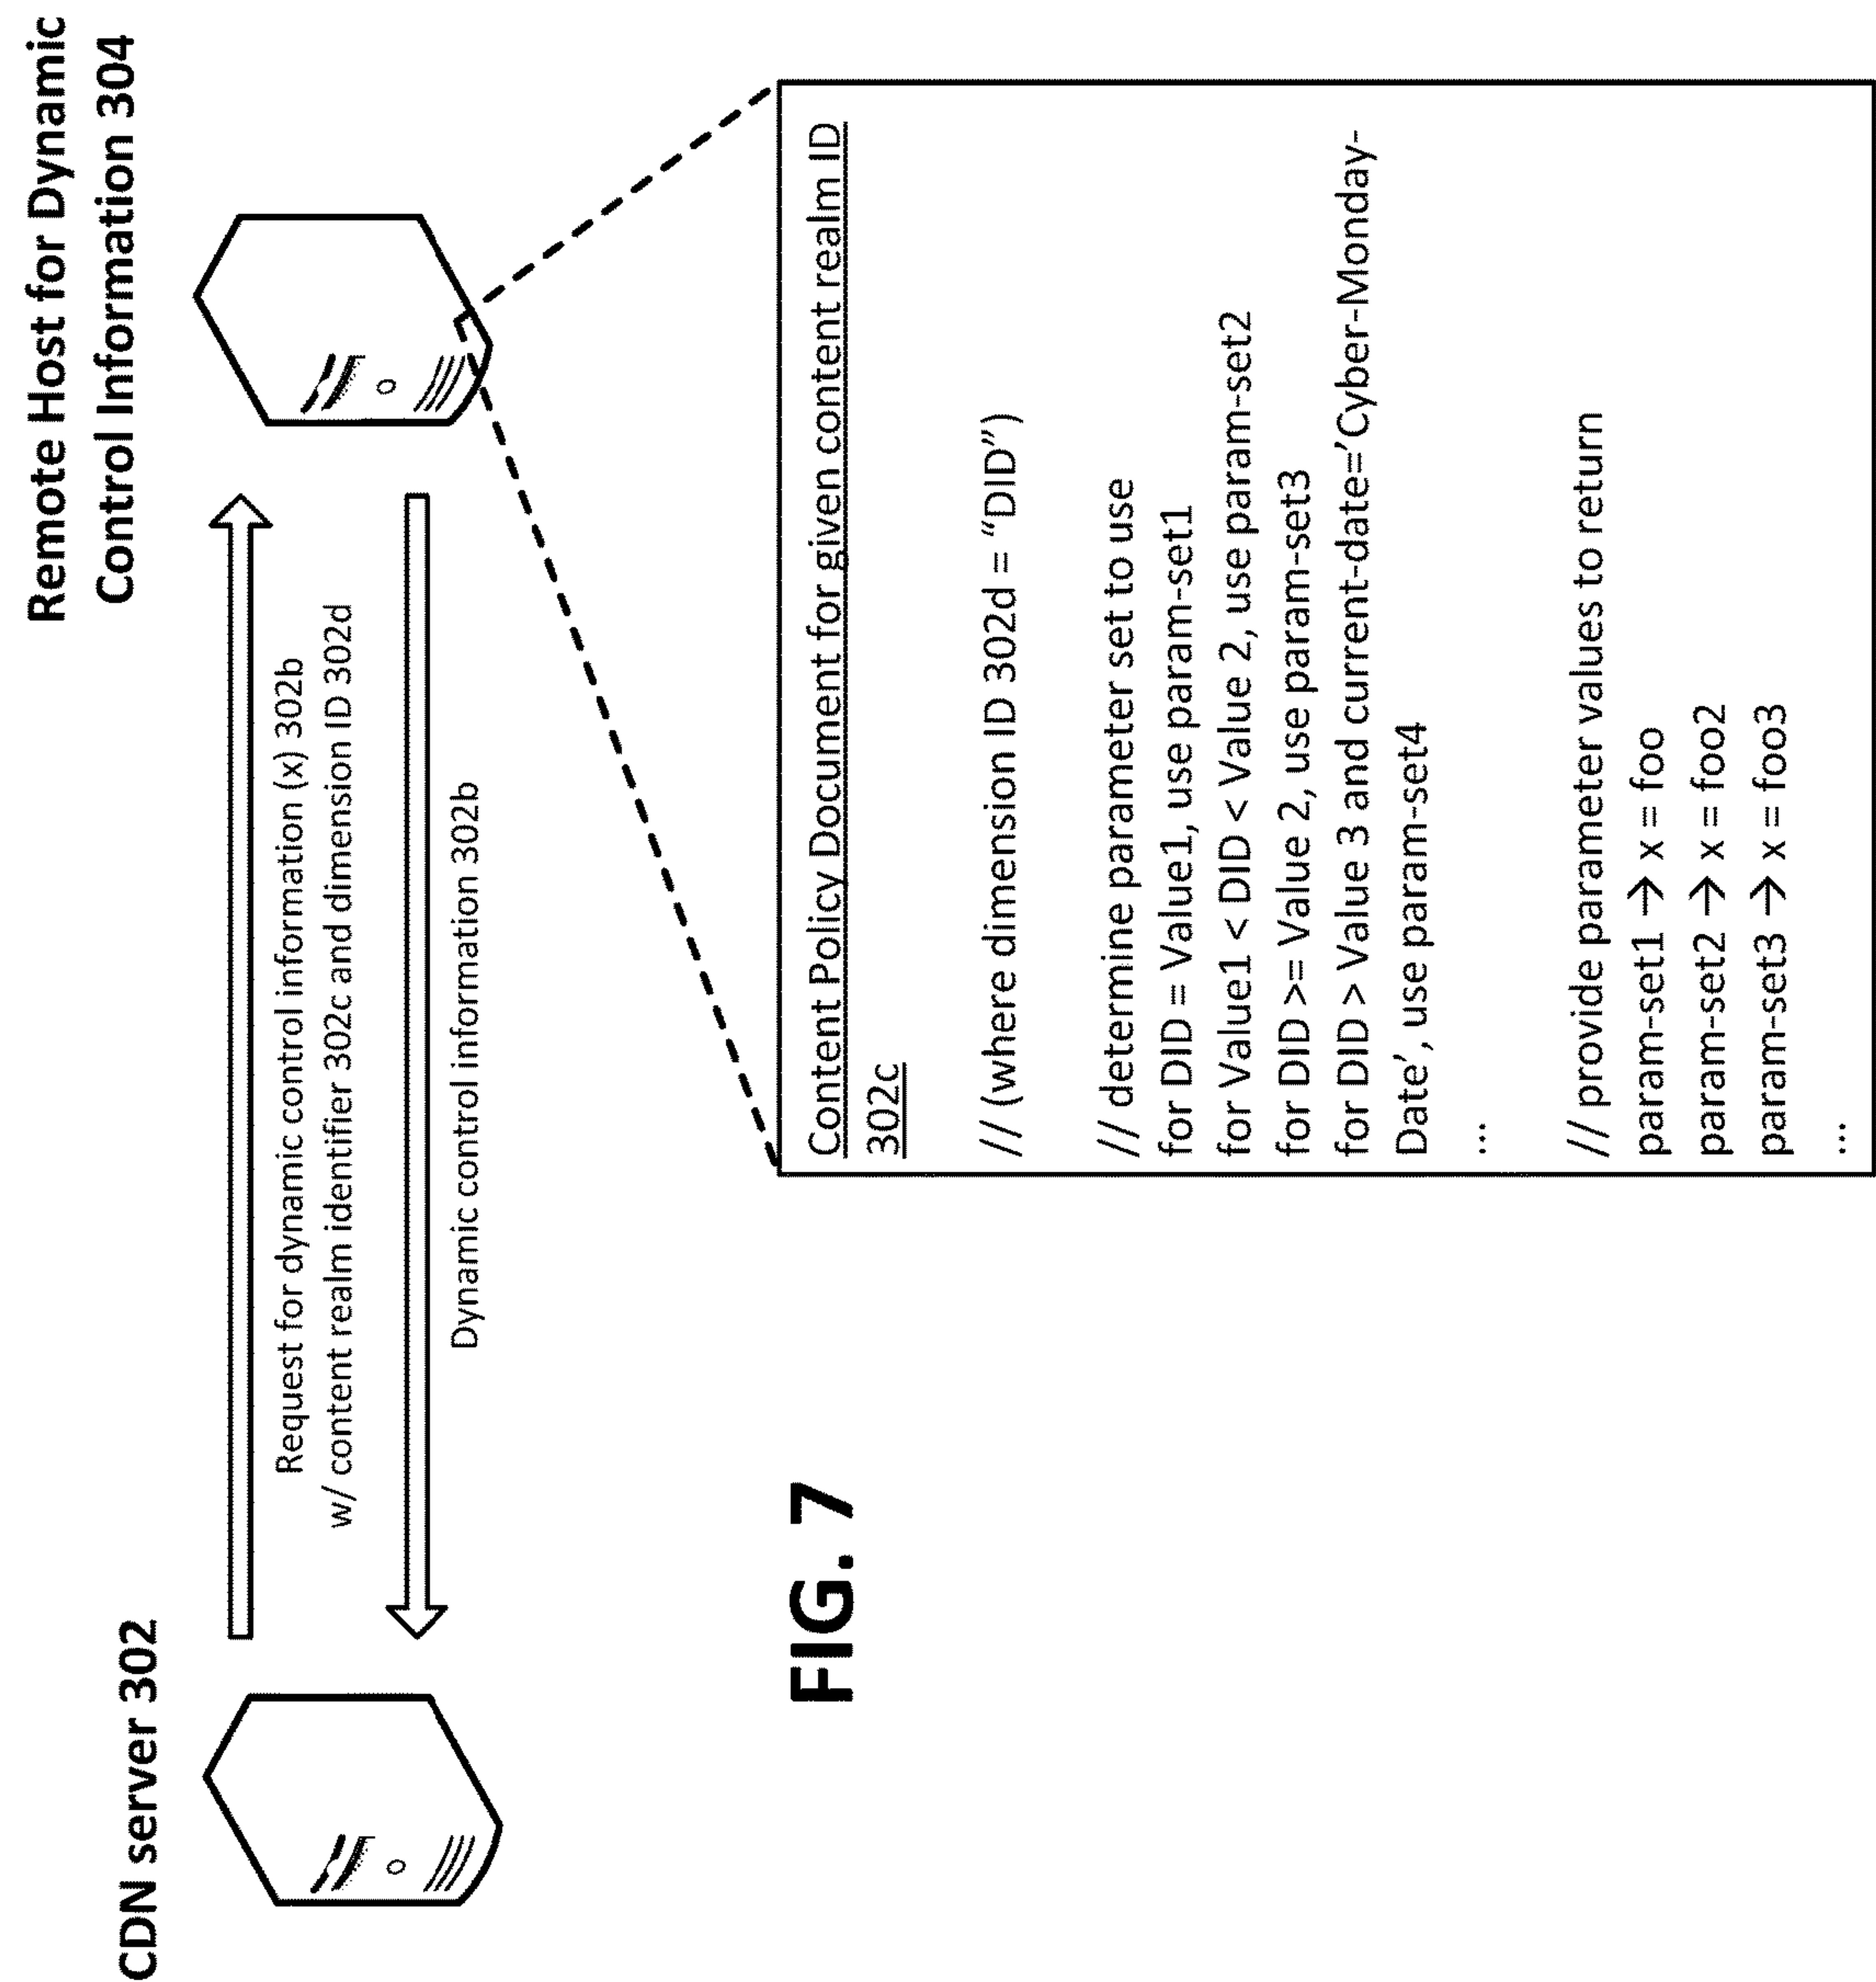 CDN server 302
Remote Host for Dynamic
Control Information 304
Request for dynamic control information (x) 302b
w/ content realm identifier 302c and dimension ID 302d
Dynamic control information 302b
Content Policy Document for given content realm ID
302c
// (where dimension ID 302d = “DID”)
// determine parameter set to use
for DID = Value1, use param-set1
for Value1 < DID < Value 2, use param-set2
for DID >= Value 2, use param-set3
for DID > Value 3 and current-date=’Cyber-Monday-
Date’, use param-set4
...
// provide parameter values to return
param-set1 → x = foo
param-set2 → x = foo2
param-set3 → x = foo3
...
FIG. 7